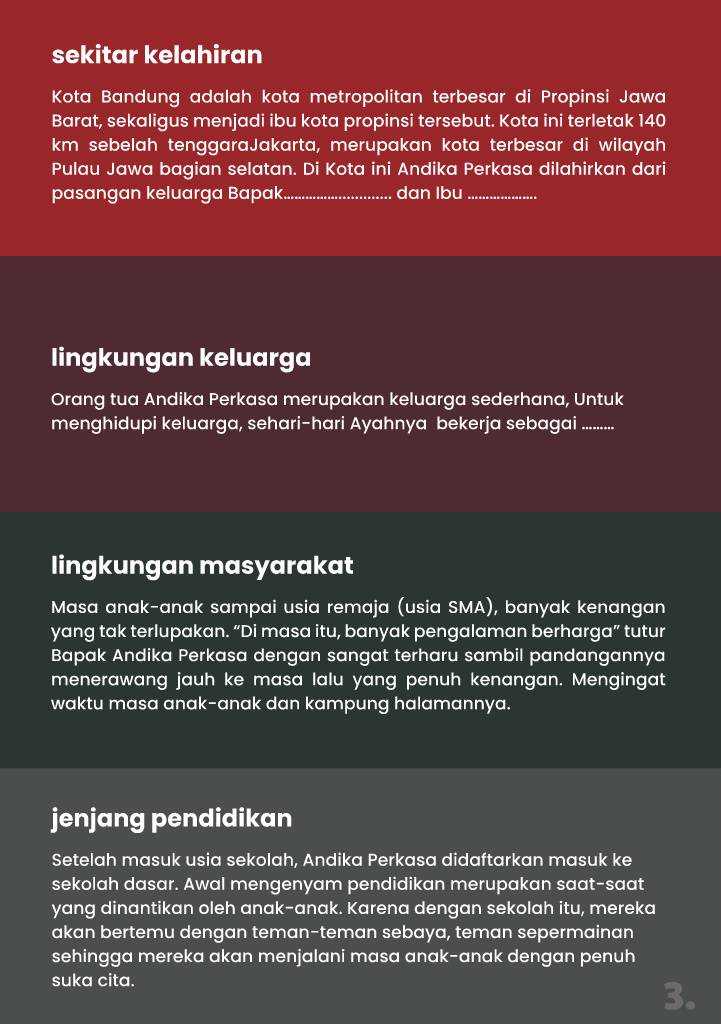 sekitar kelahiran
Kota Bandung adalah kota metropolitan terbesar di Propinsi Jawa
Barat, sekaligus menjadi ibu kota propinsi tersebut. Kota ini terletak 140
km sebelah tenggaraJakarta, merupakan kota terbesar di wilayah
Pulau Jawa bagian selatan. Di Kota ini Andika Perkasa dilahirkan dari
pasangan keluarga Bapak……………............. dan Ibu ……………….
lingkungan keluarga
Orang tua Andika Perkasa merupakan keluarga sederhana, Untuk
menghidupi keluarga, sehari-hari Ayahnya  bekerja sebagai ………
lingkungan masyarakat
Masa anak-anak sampai usia remaja (usia SMA), banyak kenangan
yang tak terlupakan. “Di masa itu, banyak pengalaman berharga” tutur
Bapak Andika Perkasa dengan sangat terharu sambil pandangannya
menerawang jauh ke masa lalu yang penuh kenangan. Mengingat
waktu masa anak-anak dan kampung halamannya.
jenjang pendidikan
Setelah masuk usia sekolah, Andika Perkasa didaftarkan masuk ke
sekolah dasar. Awal mengenyam pendidikan merupakan saat-saat
yang dinantikan oleh anak-anak. Karena dengan sekolah itu, mereka
akan bertemu dengan teman-teman sebaya, teman sepermainan
sehingga mereka akan menjalani masa anak-anak dengan penuh
suka cita.
3.